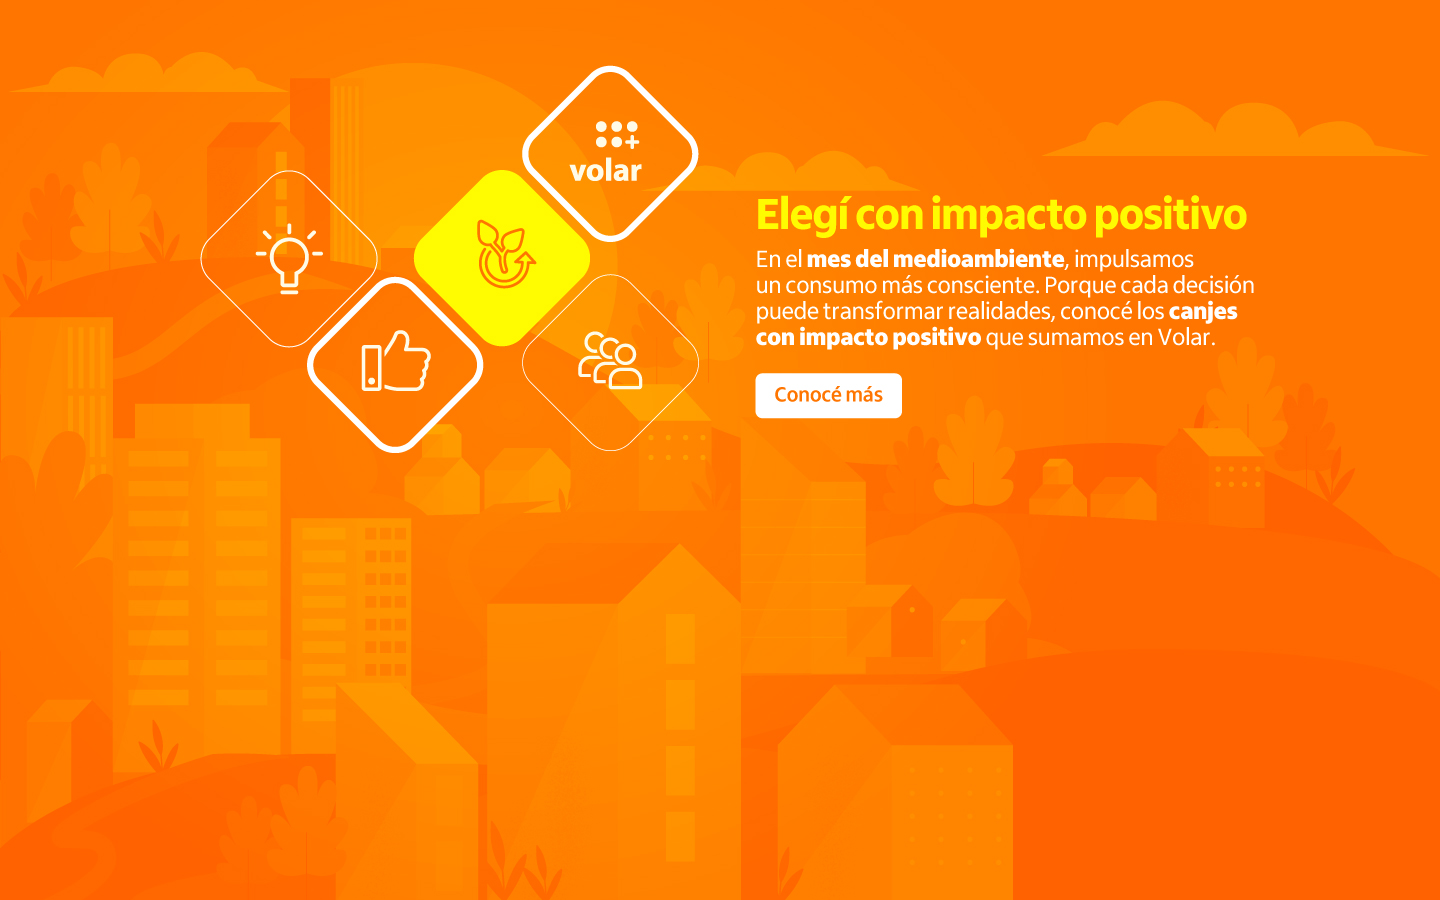 volar
Elegí con impacto positivo
En el mes del medioambiente, impulsamos
un consumo más consciente. Porque cada decisión
puede transformar realidades, conocé los canjes
con impacto positivo que sumamos en Volar.
Conocé más